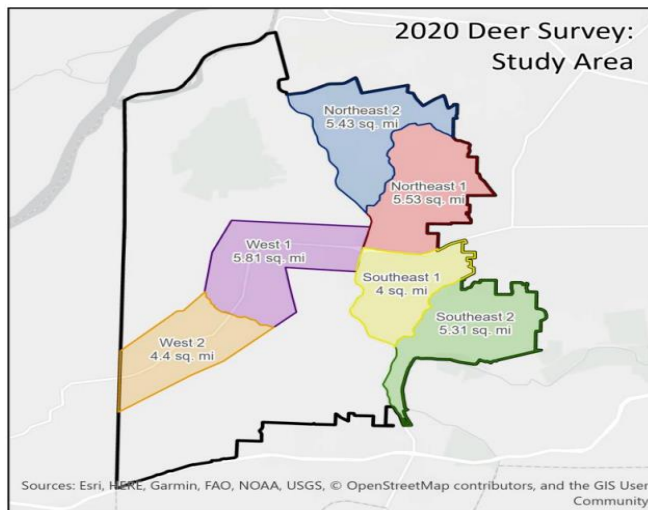 2020 Deer Survey:
Study Area
Northeast 2
5.43 sq. mi
Northeast 1
5.53 sq. mi
West 1
5.81 sq. mi
Southeast 1
4 sq. mi
Southeast 2
5.31 sq. mi
West 2
4.4 sq. mi
Sources: Esri, HERE, Garmin, FAO, NOAA, USGS, © OpenStreetMap contributors, and the GIS User
Community